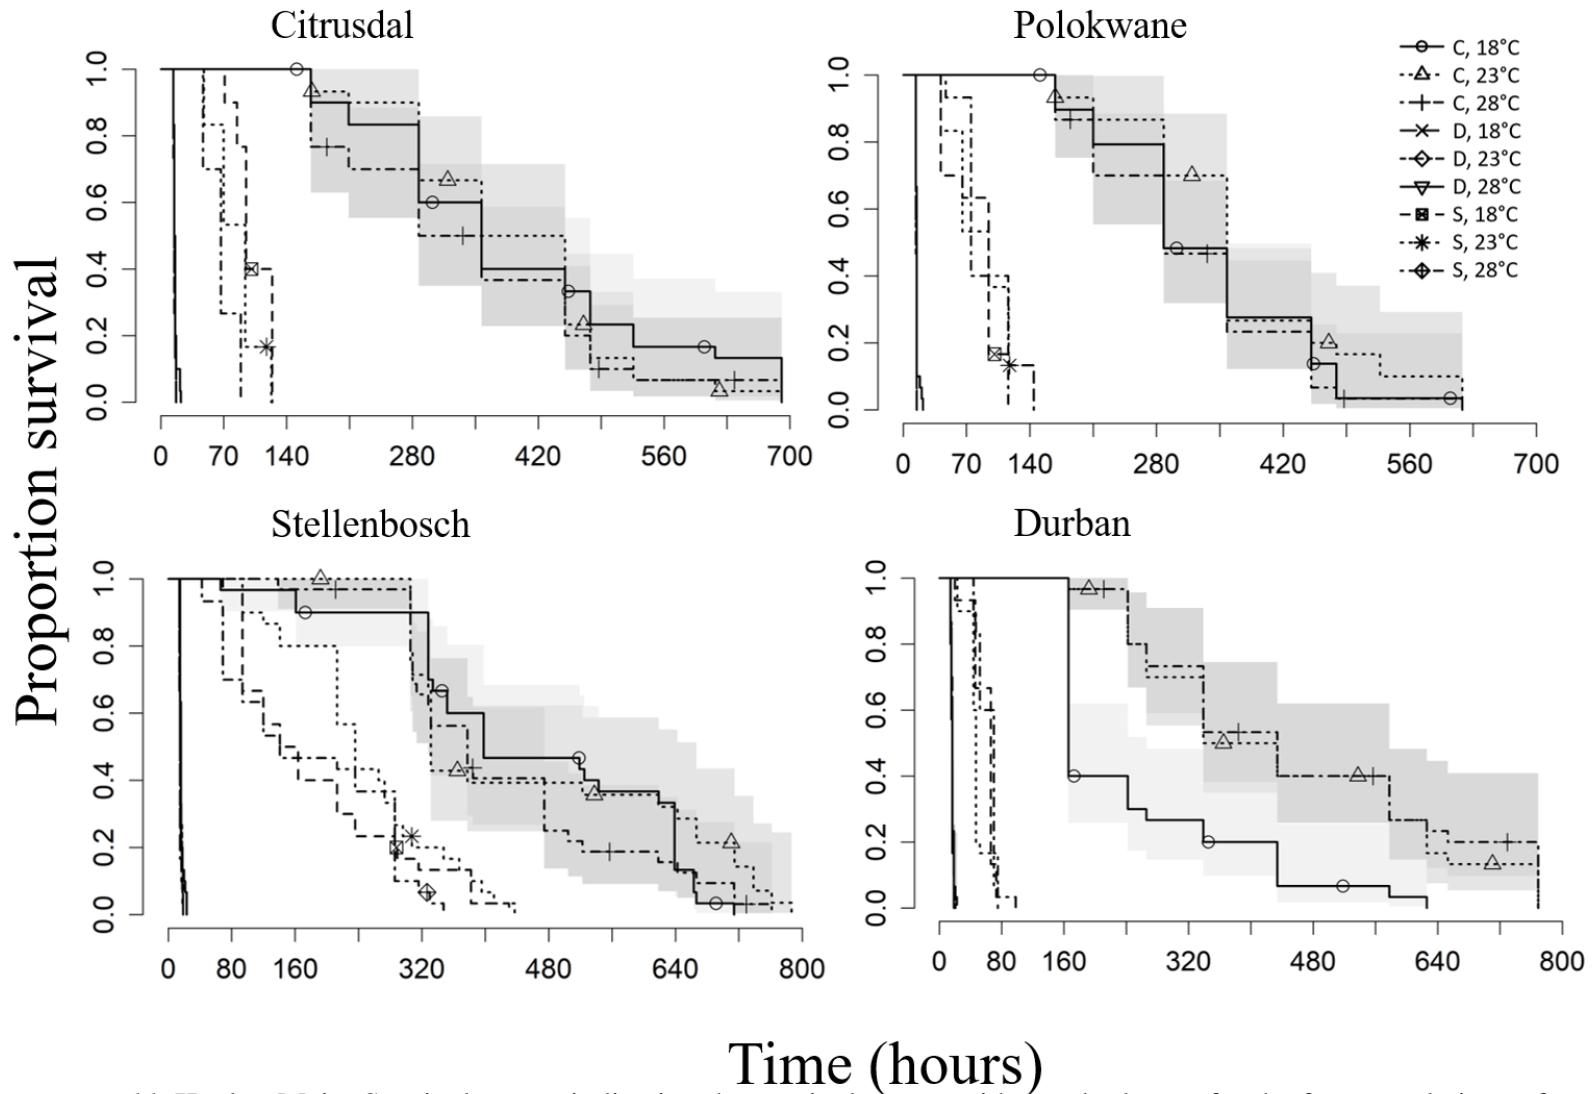 Citrusdal
Polokwane
C, 18°C
C, 23°C
C, 28°C
D, 18°C
D, 23°C
D, 28°C
S, 18°C
S, 23°C
S, 28°C
1.0
0.8
0.6
0.4
0.2
0.0
0 70 140 280 420 560 700
1.0
0.8
0.6
0.4
0.2
0.0
0 70 140 280 420 560 700
Proportion survival
Stellenbosch
Durban
1.0
0.8
0.6
0.4
0.2
0.0
0 80 160 320 480 640 800
1.0
0.8
0.6
0.4
0.2
0.0
0 80 160 320 480 640 800
Time (hours)